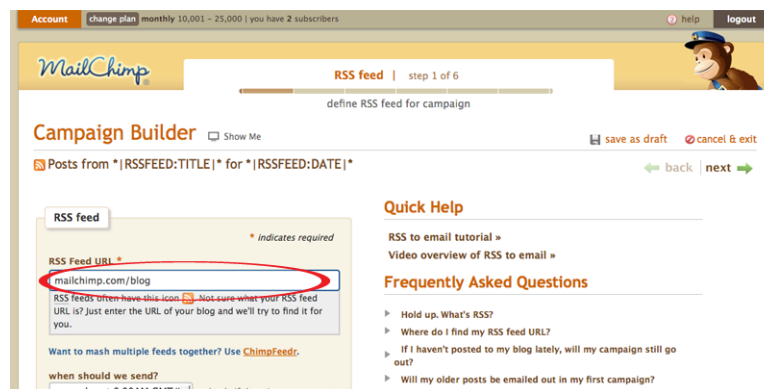 Account change plan monthly 10,001 – 25,000 | you have 2 subscribers help logout
MailChimp
RSS feed | step 1 of 6
define RSS feed for campaign
Campaign Builder Show Me
save as draft cancel & exit
Posts from *|RSSFEED:TITLE|* for *|RSSFEED:DATE|*
back next
RSS feed
* indicates required
RSS Feed URL *
mailchimp.com/blog
RSS feeds often have this icon . Not sure what your RSS feed
URL is? Just enter the URL of your blog and we'll try to find it for
you.
Want to mash multiple feeds together? Use ChimpFeedr.
when should we send?
Quick Help
RSS to email tutorial »
Video overview of RSS to email »
Frequently Asked Questions
Hold up. What's RSS?
Where do I find my RSS feed URL?
If I haven't posted to my blog lately, will my campaign still go
out?
Will my older posts be emailed out in my first campaign?